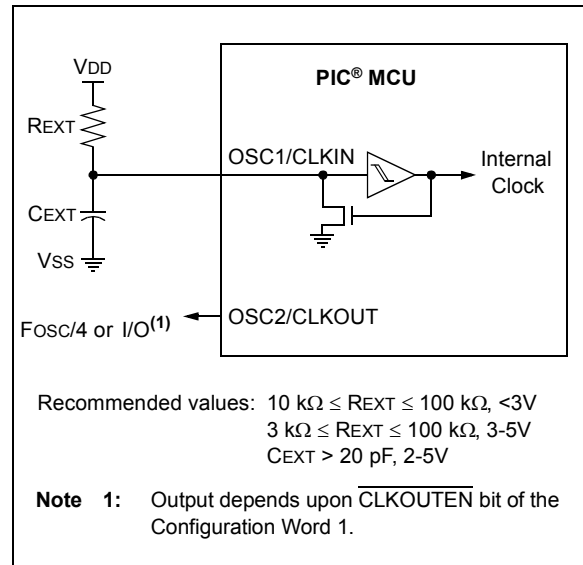 VDD
PIC® MCU
REXT
OSC1/CLKIN
Internal
Clock
CEXT
VSS
FOSC/4 or I/O(1)
OSC2/CLKOUT
Recommended values: 10 kΩ ≤ REXT ≤ 100 kΩ, <3V
3 kΩ ≤ REXT ≤ 100 kΩ, 3-5V
CEXT > 20 pF, 2-5V
Note 1: Output depends upon CLKOUTEN bit of the
Configuration Word 1.